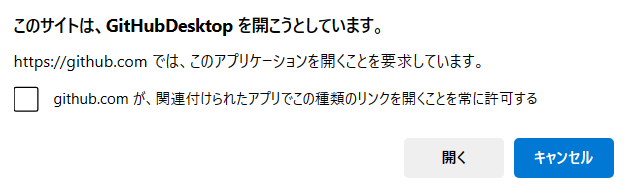 このサイトは、GitHubDesktop を開こうとしています。
https://github.com では、このアプリケーションを開くことを要求しています。
github.com が、関連付けられたアプリでこの種類のリンクを開くことを常に許可する
開く
キャンセル